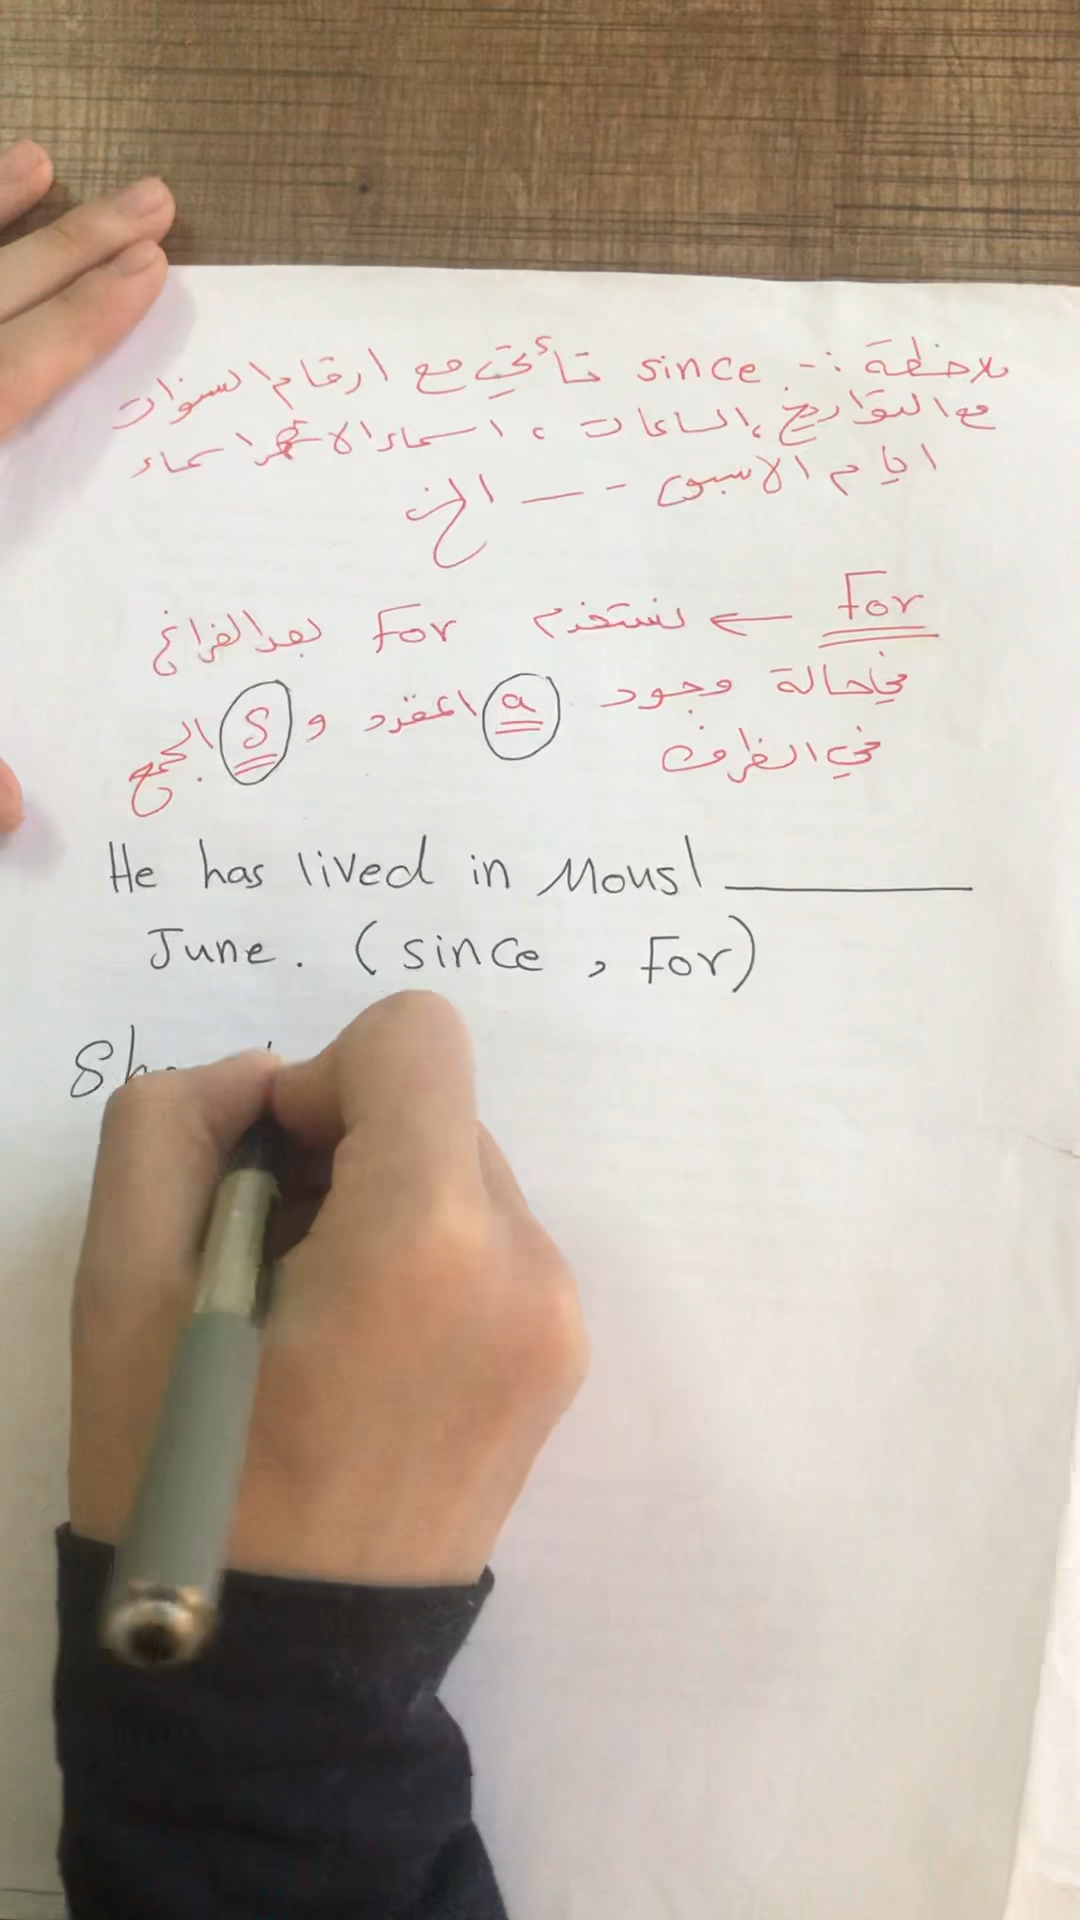 ملاحظة :- since تأتي مع ارقام السنوات
مع التواريخ ، الساعات ، اسماء الاشهر اسماء
ايام الاسبوع - — الخ
For ← نستخدم For بعد الفراغ
في حالة وجود a المفرد و S الجمع
في الظرف
He has lived in Mousl ________
June. (since , For)
Sh